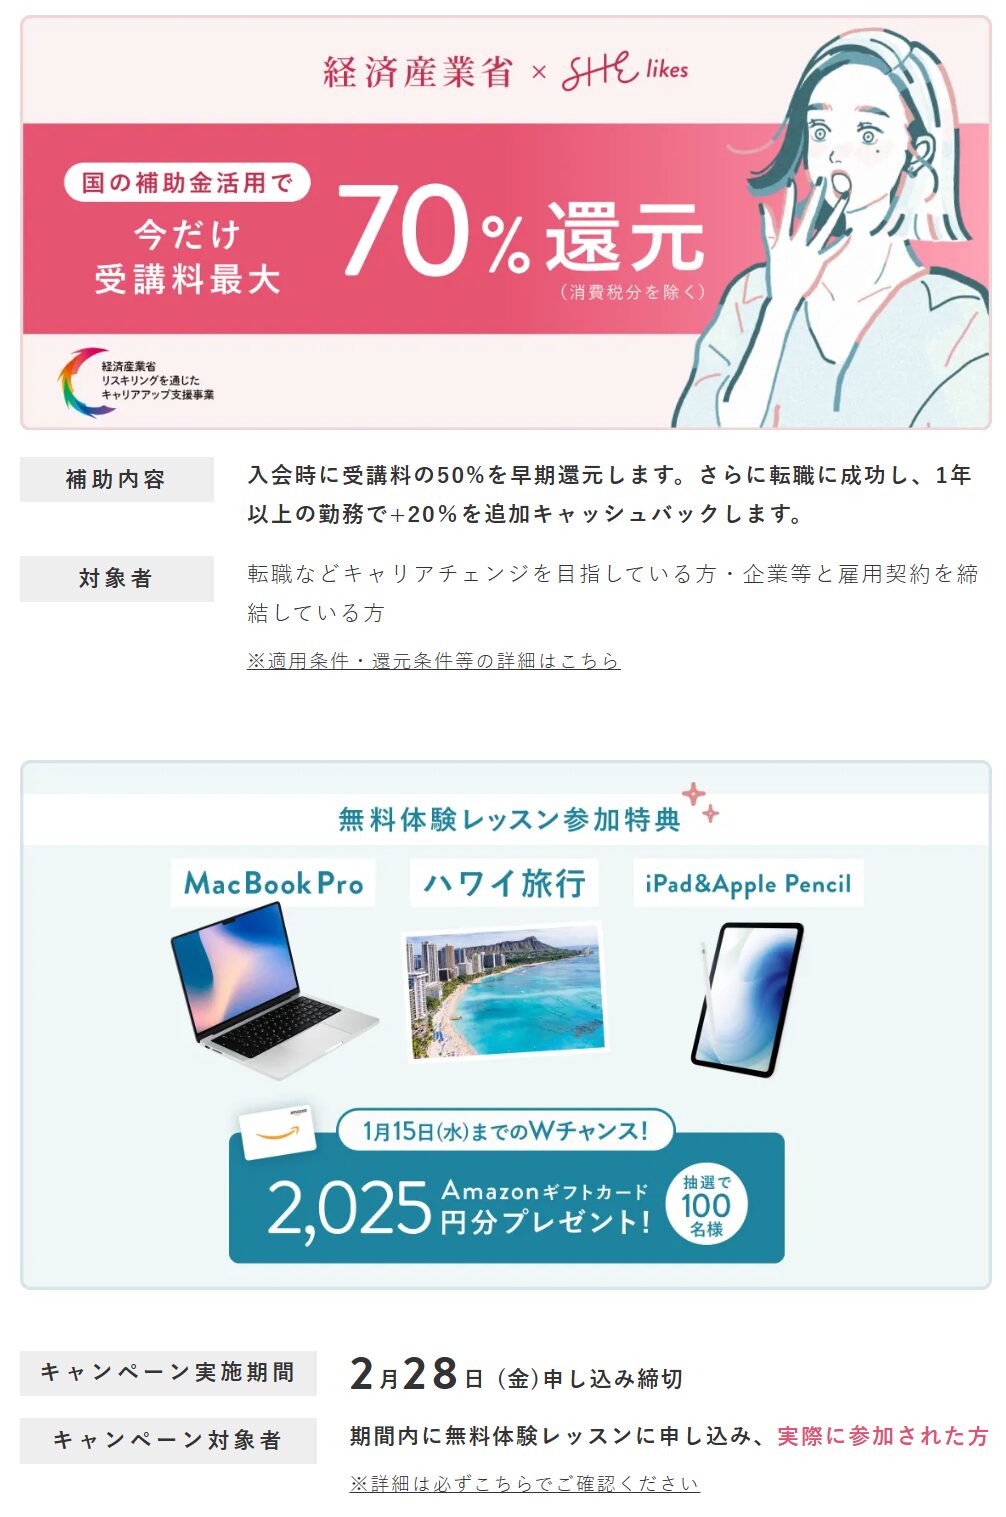 経済産業省 × SHE likes
国の補助金活用で
今だけ
受講料最大
70%還元
(消費税分を除く)
経済産業省
リスキリングを通じた
キャリアアップ支援事業
補助内容
入会時に受講料の50%を早期還元します。さらに転職に成功し、1年
以上の勤務で+20%を追加キャッシュバックします。
対象者
転職などキャリアチェンジを目指している方・企業等と雇用契約を締
結している方
※適用条件・還元条件等の詳細はこちら
無料体験レッスン参加特典
MacBook Pro
ハワイ旅行
iPad&Apple Pencil
amazon
1月15日(水)までのWチャンス!
2,025
Amazonギフトカード
円分プレゼント!
抽選で
100
名様
キャンペーン実施期間
2月28日 (金)申し込み締切
キャンペーン対象者
期間内に無料体験レッスンに申し込み、実際に参加された方
※詳細は必ずこちらでご確認ください